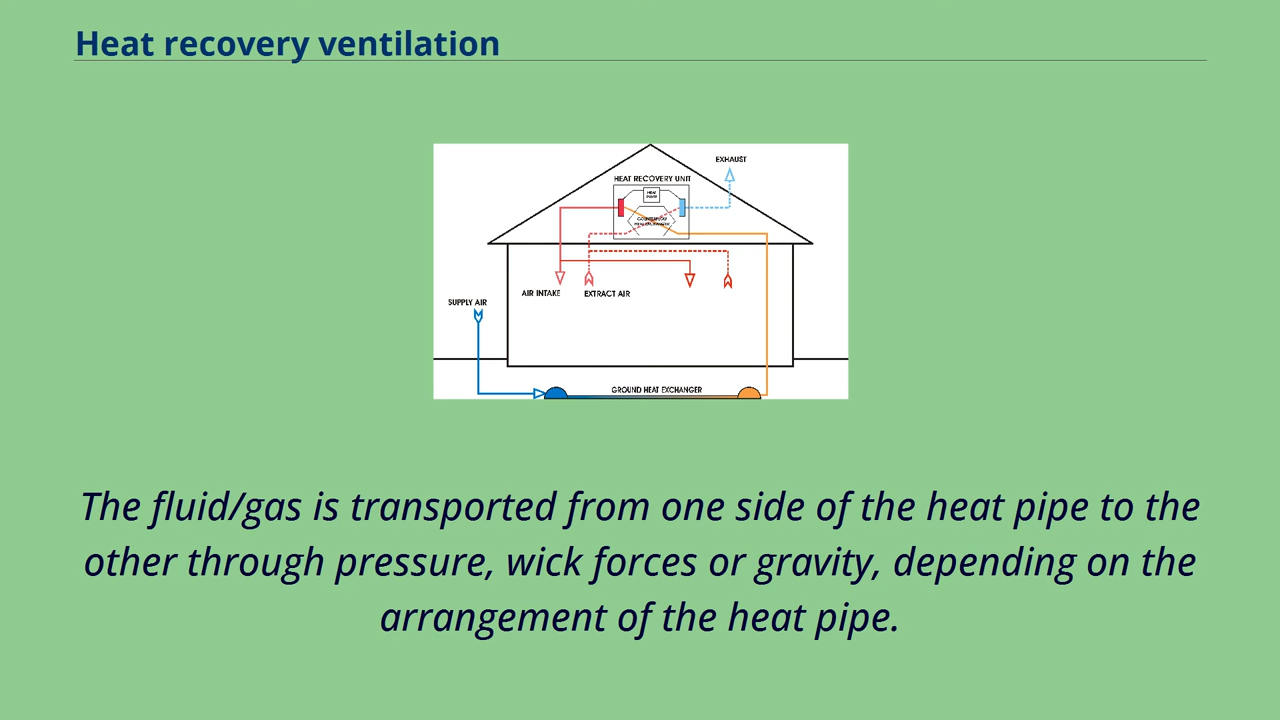 Heat recovery ventilation
EXHAUST
HEAT RECOVERY UNIT
HEAT
PUMP
AIR INTAKE
EXTRACT AIR
SUPPLY AIR
GROUND HEAT EXCHANGER
The fluid/gas is transported from one side of the heat pipe to the
other through pressure, wick forces or gravity, depending on the
arrangement of the heat pipe.